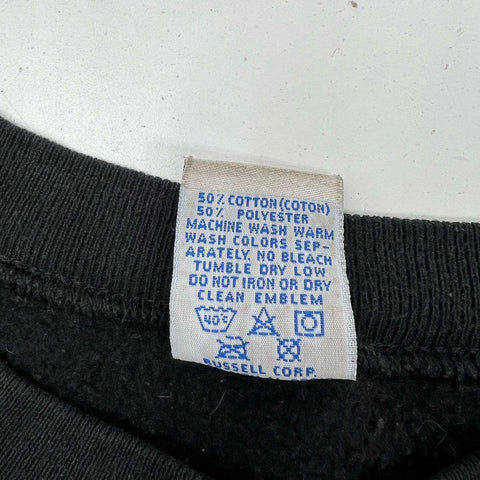 50% COTTON(COTON)
50% POLYESTER
MACHINE WASH WARM
WASH COLORS SEP-
ARATELY. NO BLEACH
TUMBLE DRY LOW
DO NOT IRON OR DRY
CLEAN EMBLEM
40°C
RUSSELL CORP.